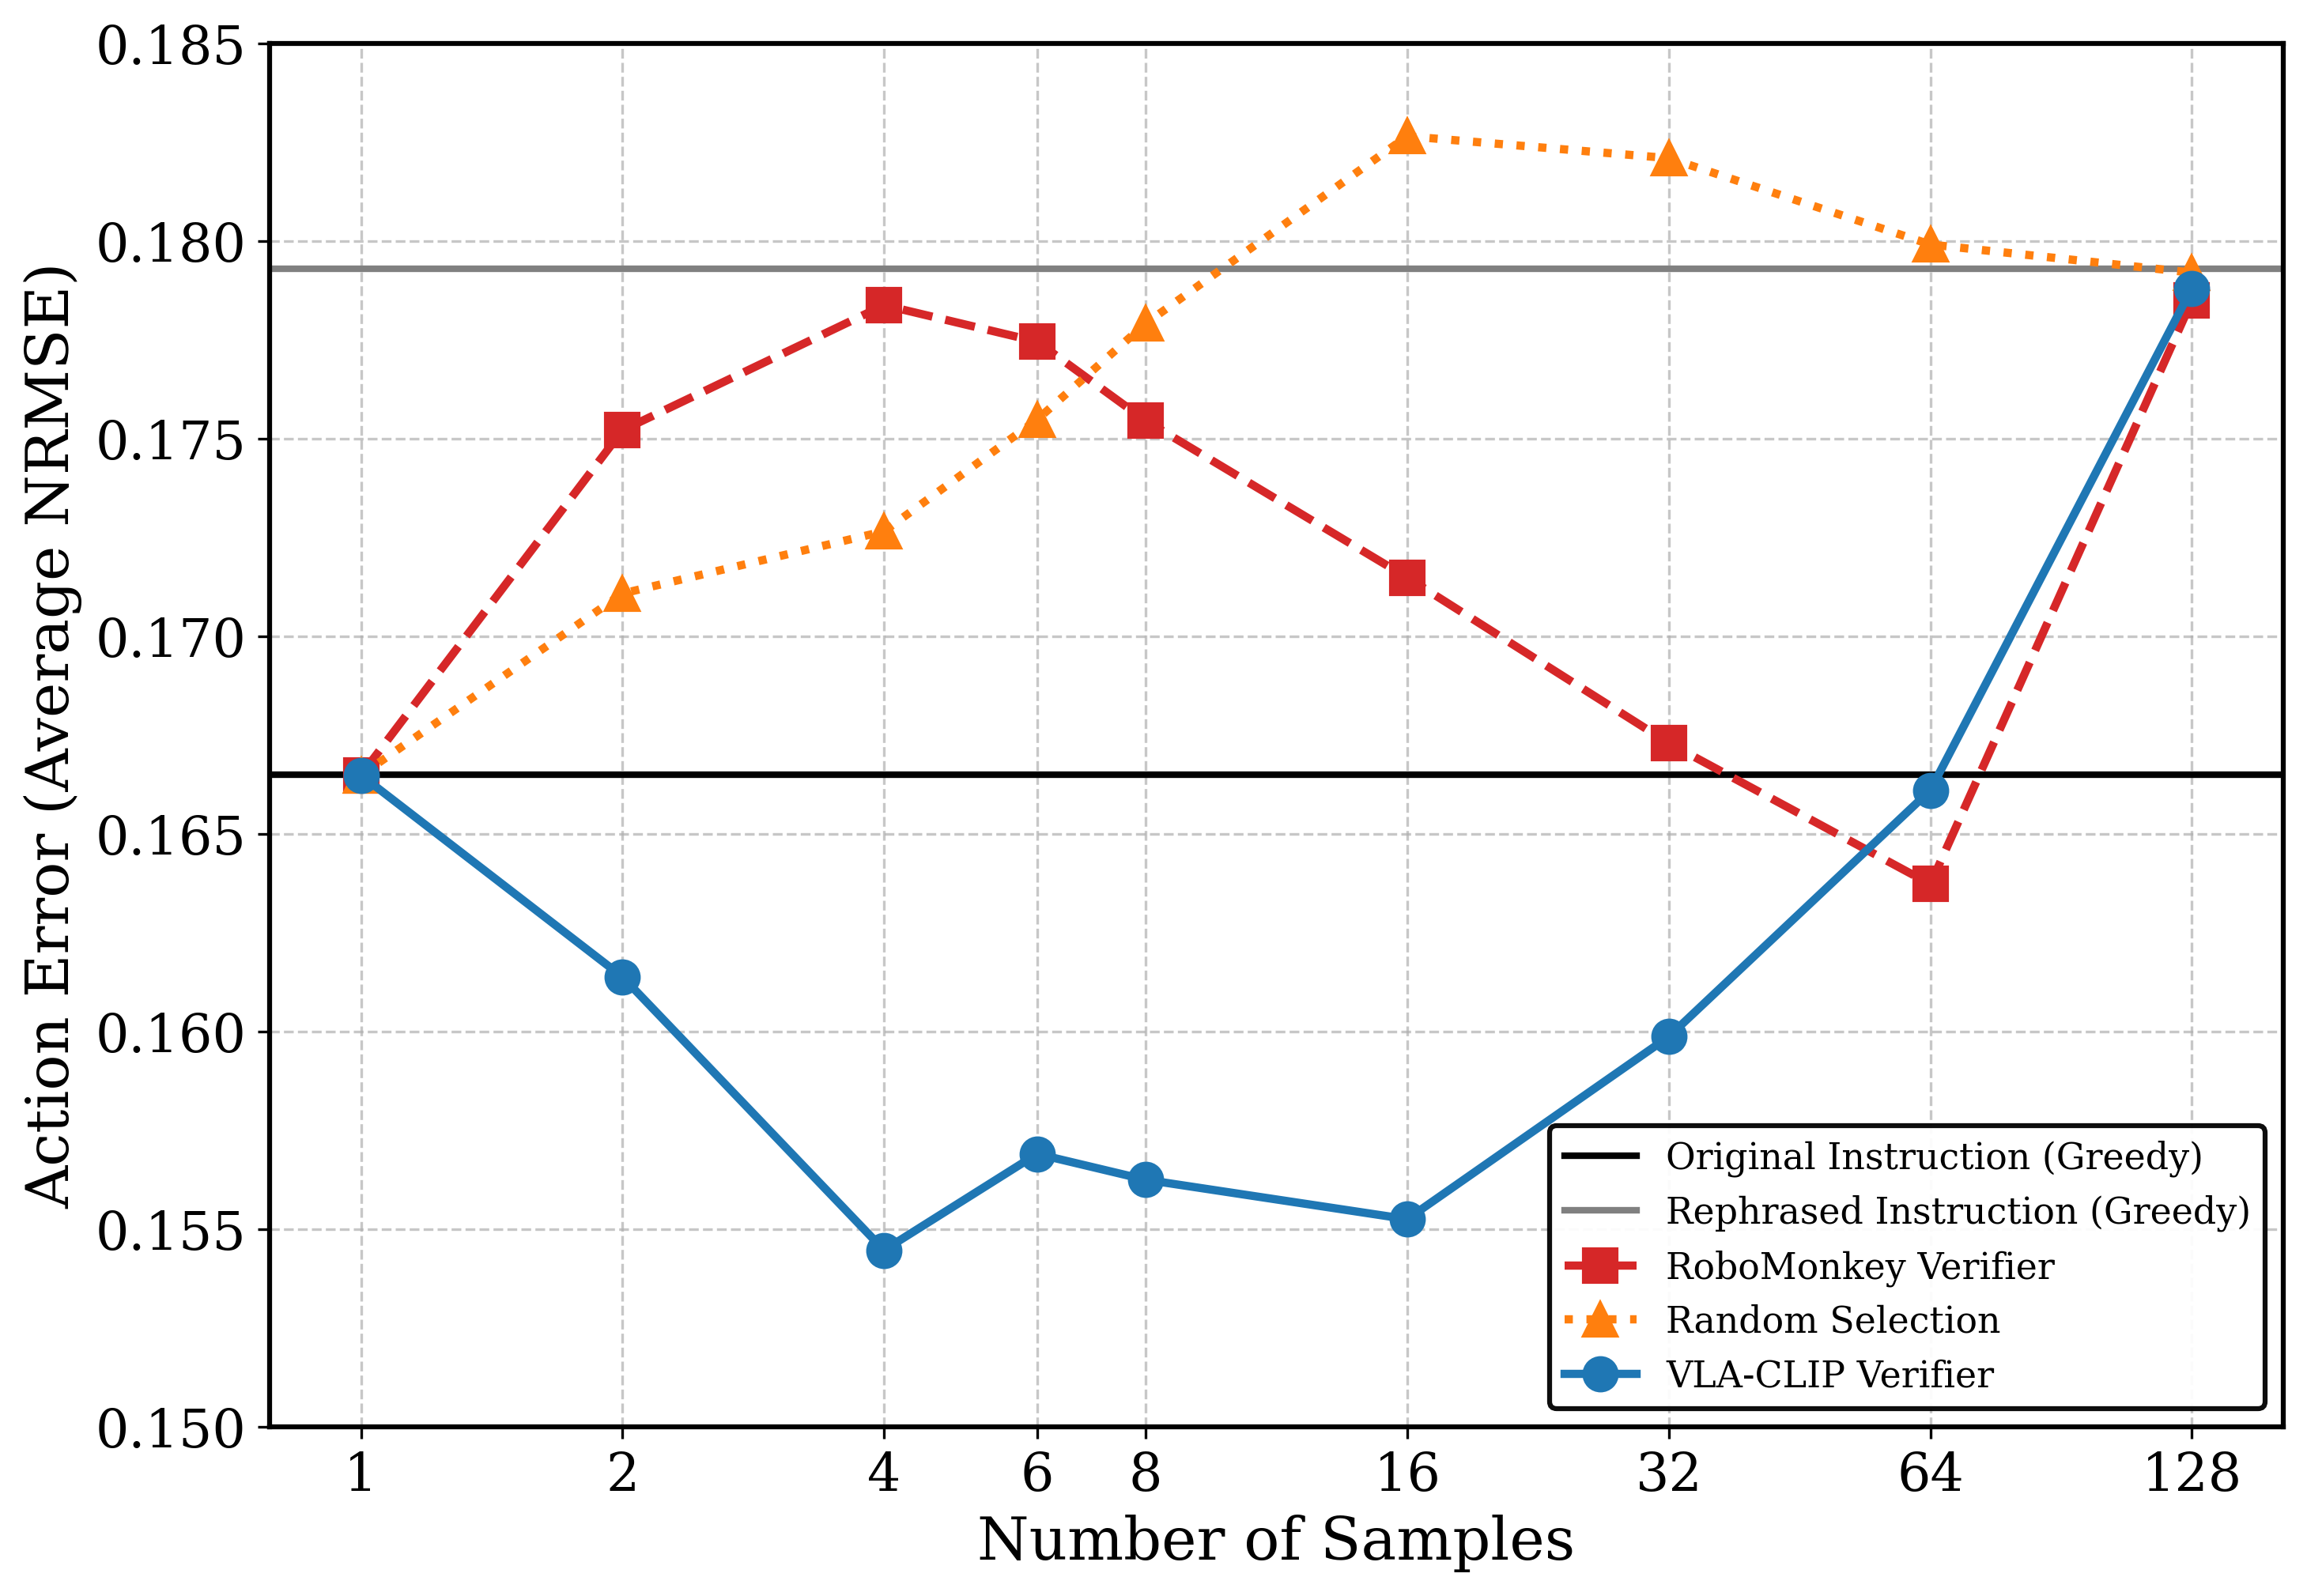 0.185
0.180
0.175
0.170
0.165
0.160
0.155
0.150
Action Error (Average NRMSE)
1 2 4 6 8 16 32 64 128
Number of Samples
Original Instruction (Greedy)
Rephrased Instruction (Greedy)
RoboMonkey Verifier
Random Selection
VLA-CLIP Verifier